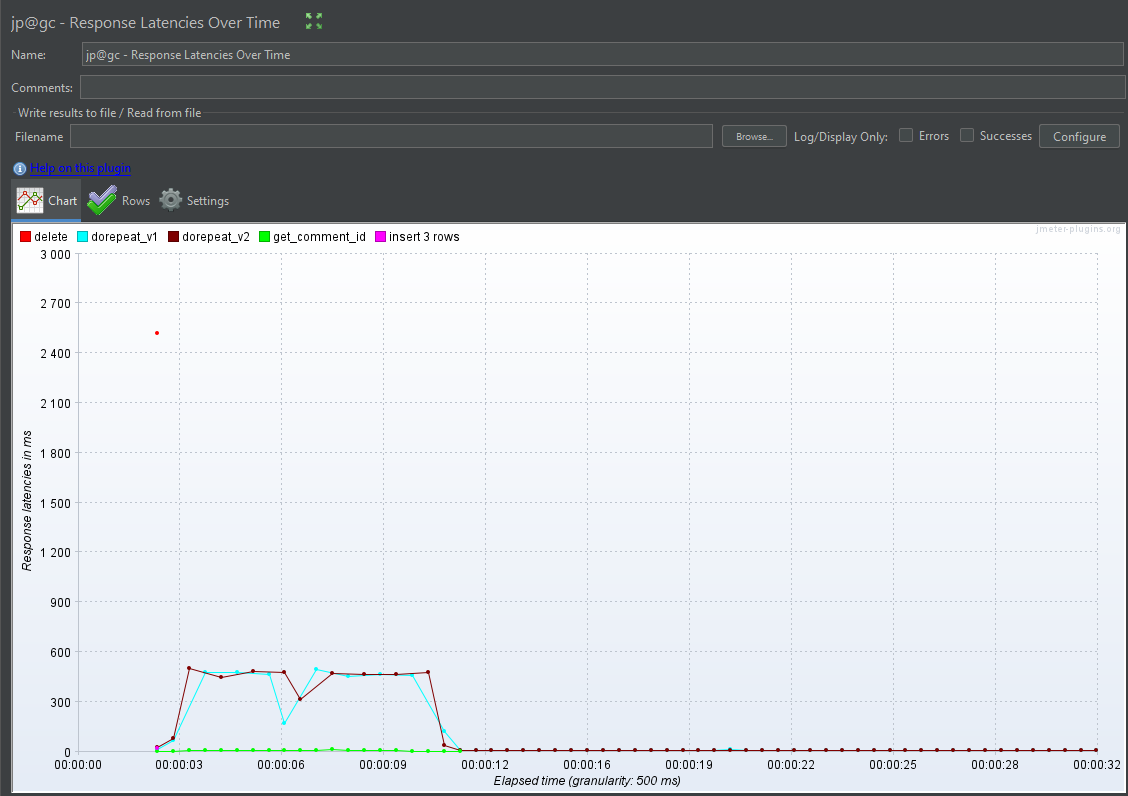 jp@gc - Response Latencies Over Time
Name: jp@gc - Response Latencies Over Time
Comments:
Write results to file / Read from file
Filename Browse... Log/Display Only: Errors Successes Configure
Help on this plugin
Chart Rows Settings
delete dorepeat_v1 dorepeat_v2 get_comment_id insert 3 rows jmeter-plugins.org
3 000
2 700
2 400
2 100
1 800
1 500
1 200
900
600
300
0
Response latencies in ms
00:00:00 00:00:03 00:00:06 00:00:09 00:00:12 00:00:16 00:00:19 00:00:22 00:00:25 00:00:28 00:00:32
Elapsed time (granularity: 500 ms)